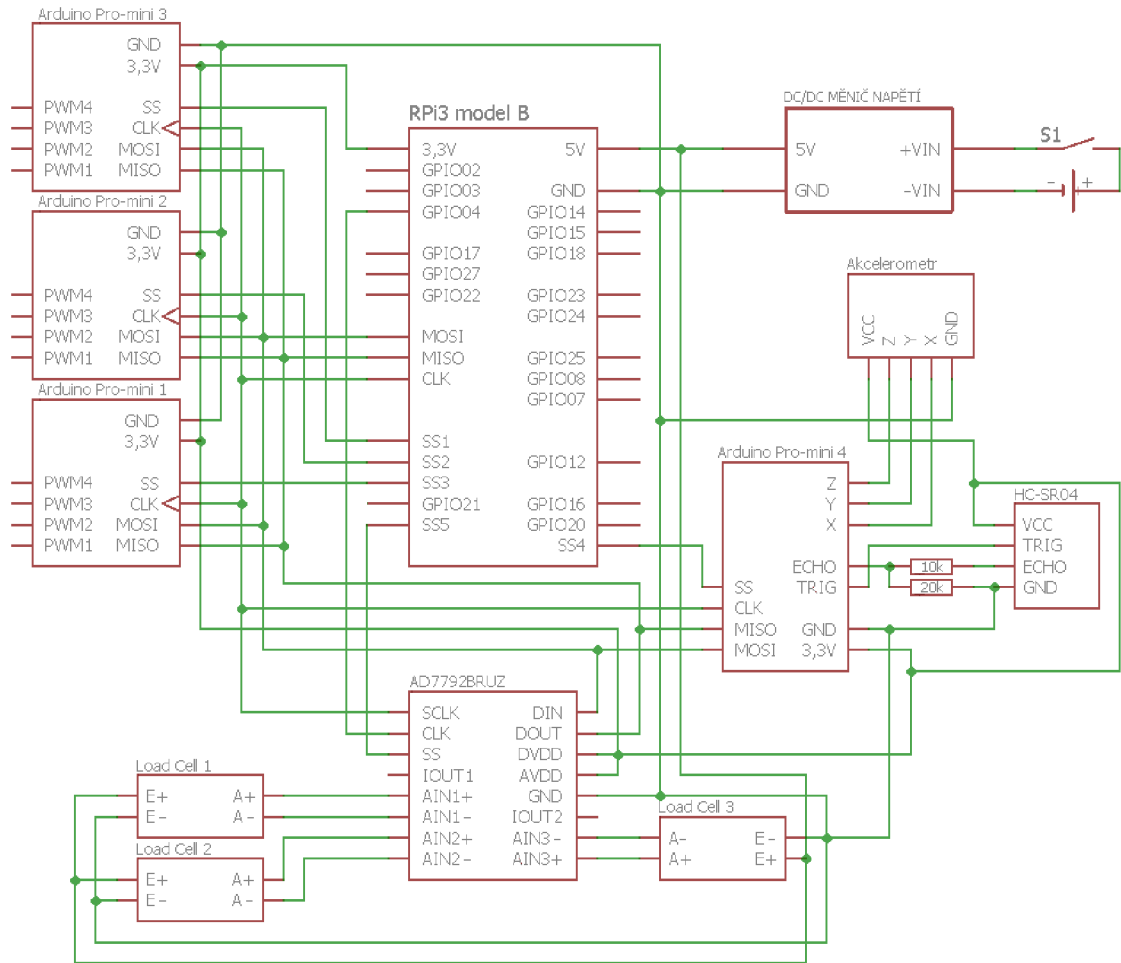 Arduino Pro-mini 3
GND
3,3V
PWM4 SS
PWM3 CLK
PWM2 MOSI
PWM1 MISO
Arduino Pro-mini 2
GND
3,3V
PWM4 SS
PWM3 CLK
PWM2 MOSI
PWM1 MISO
Arduino Pro-mini 1
GND
3,3V
PWM4 SS
PWM3 CLK
PWM2 MOSI
PWM1 MISO
RPi3 model B
3,3V 5V
GPIO02
GPIO03 GND
GPIO04 GPIO14
GPIO15
GPIO17 GPIO18
GPIO27
GPIO22 GPIO23
GPIO24
MOSI
MISO GPIO25
CLK GPIO08
GPIO07
SS1
SS2 GPIO12
SS3
GPIO21 GPIO16
SS5 GPIO20
SS4
DC/DC MĚNIČ NAPĚTÍ
5V +VIN
GND -VIN
S1
- +
Akcelerometr
VCC
Z
Y
X
GND
Arduino Pro-mini 4
Z
Y
X
ECHO
SS TRIG
CLK
MISO GND
MOSI 3,3V
10k
20k
HC-SR04
VCC
TRIG
ECHO
GND
AD7792BRUZ
SCLK DIN
CLK DOUT
SS DVDD
IOUT1 AVDD
AIN1+ GND
AIN1- IOUT2
AIN2+ AIN3-
AIN2- AIN3+
Load Cell 1
E+ A+
E- A-
Load Cell 2
E+ A+
E- A-
Load Cell 3
A- E-
A+ E+